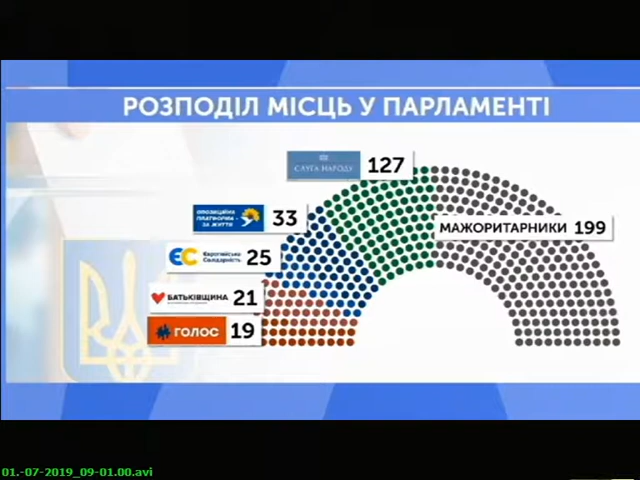 РОЗПОДІЛ МІСЦЬ У ПАРЛАМЕНТІ
СЛУГА НАРОДУ 127
ОПОЗИЦІЙНА
ПЛАТФОРМА -
ЗА ЖИТТЯ 33
МАЖОРИТАРНИКИ 199
ЄС Європейська
Солідарність 25
БАТЬКІВЩИНА 21
ГОЛОС 19
01.-07-2019_09-01.00.avi